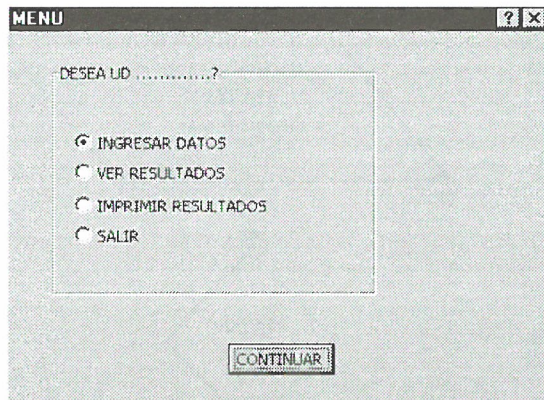 MENU ? X
DESEA UD .............?
INGRESAR DATOS
VER RESULTADOS
IMPRIMIR RESULTADOS
SALIR
CONTINUAR